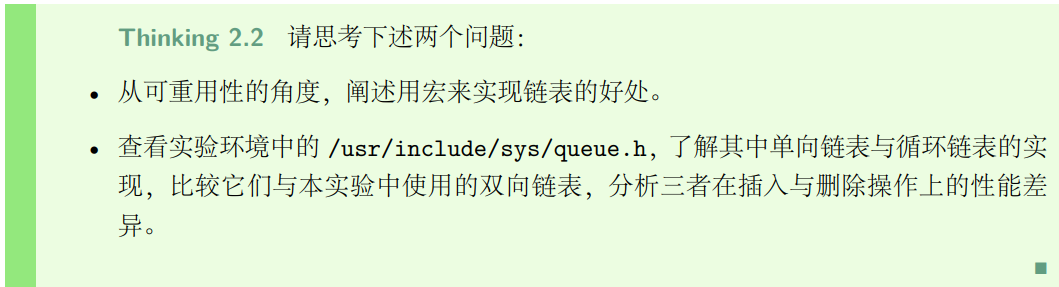 Thinking 2.2 请思考下述两个问题：
• 从可重用性的角度，阐述用宏来实现链表的好处。
• 查看实验环境中的 /usr/include/sys/queue.h，了解其中单向链表与循环链表的实
现，比较它们与本实验中使用的双向链表，分析三者在插入与删除操作上的性能差
异。